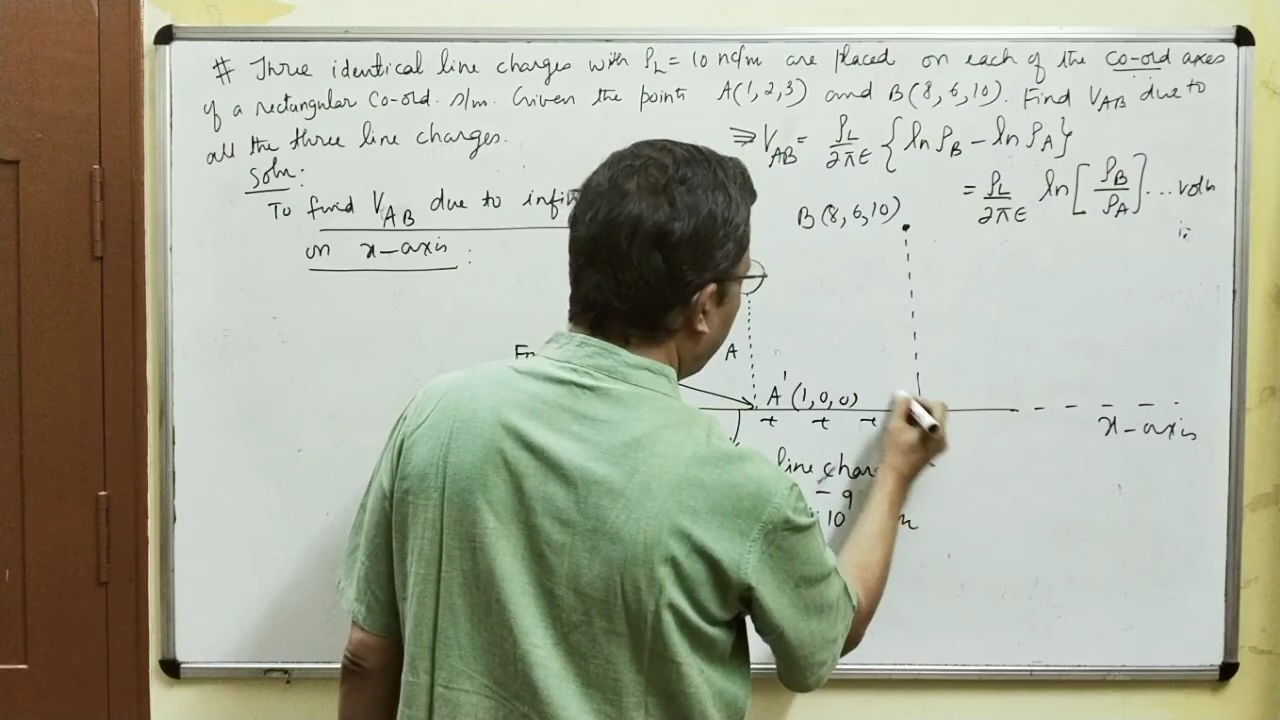 # Three identical line charges with ρL = 10 nc/m are placed on each of the co-ord axes
of a rectangular co-ord. s/m. Given the points A(1,2,3) and B(8,6,10). Find VAB due to
all the three line charges.
⇒ VAB = ρL/2πϵ {ln ρB − ln ρA}
= ρL/2πϵ ln[ρB/ρA] ... volts
Soln:
To find VAB due to
on x-axis :
B(8,6,10)
A
A'(1,0,0)
+ + +
x-axis
line
10